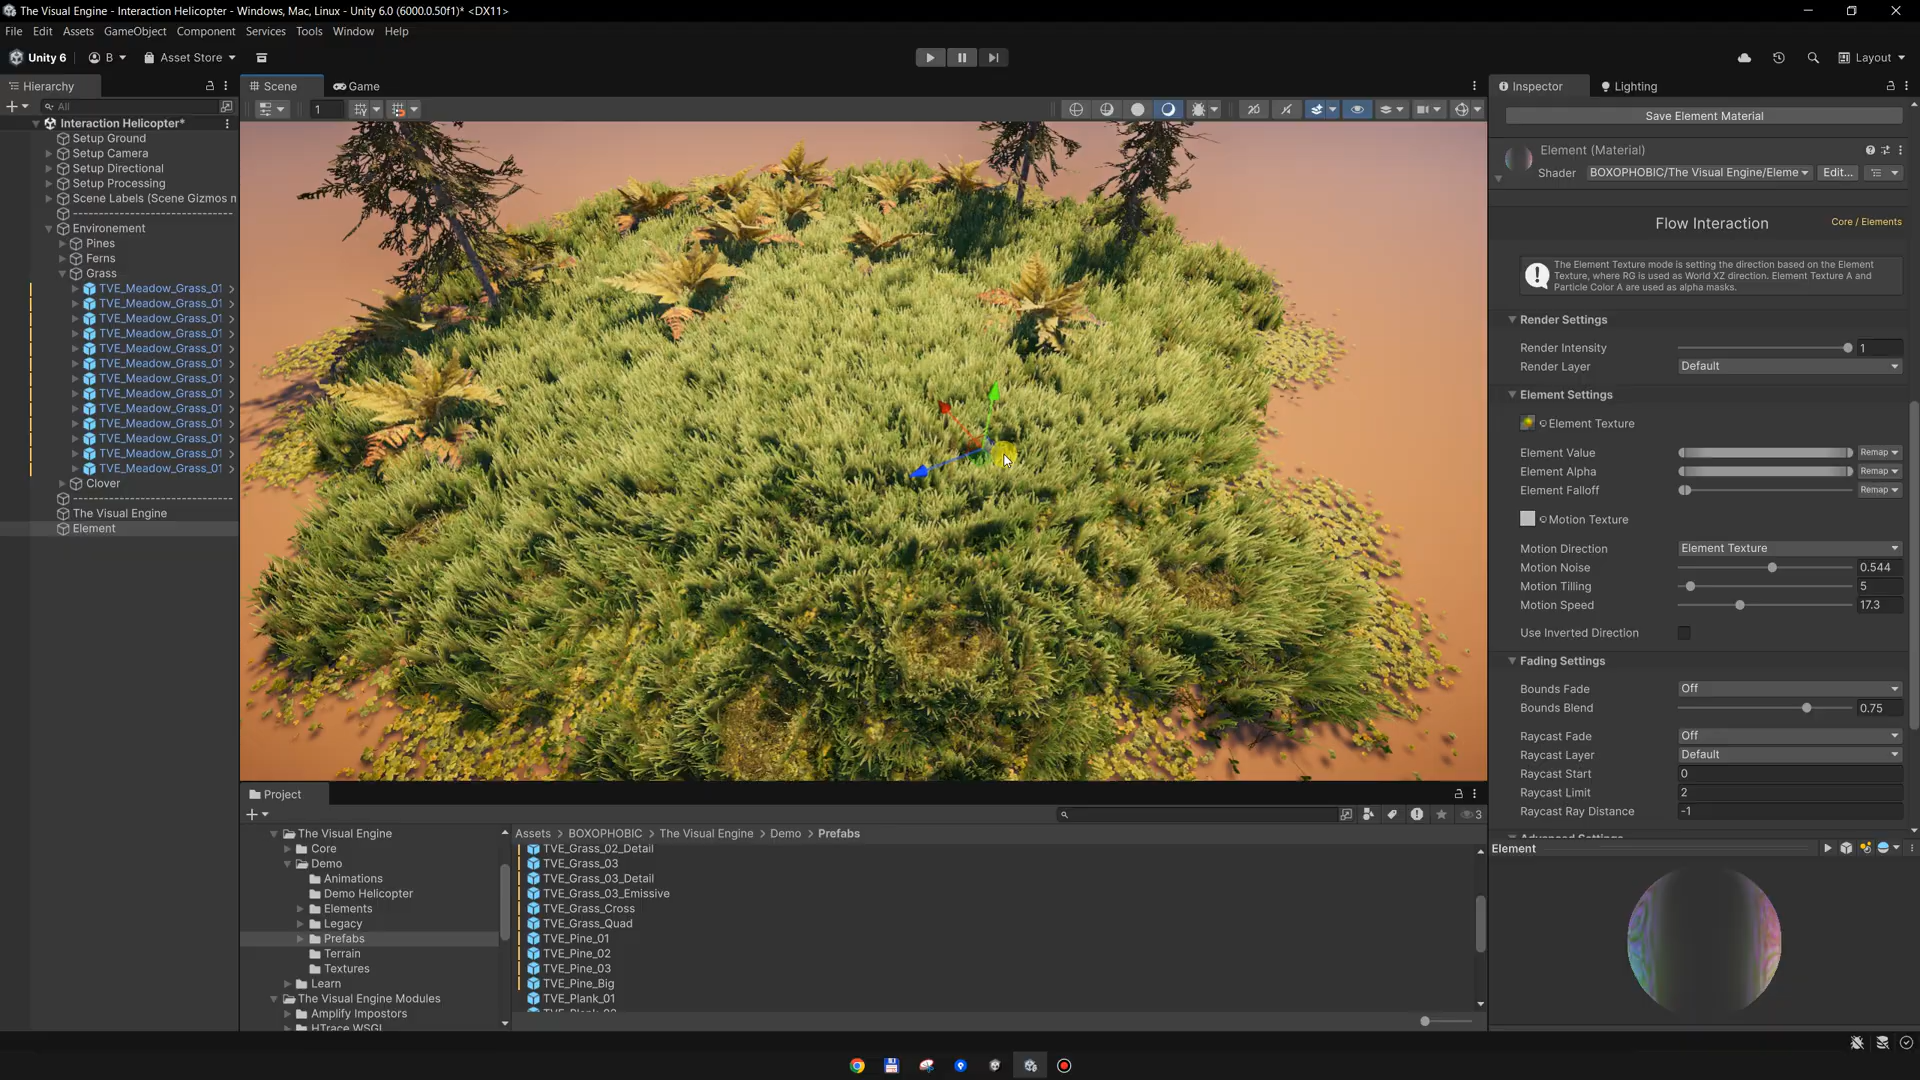 The Visual Engine - Interaction Helicopter - Windows, Mac, Linux - Unity 6.0 (6000.0.50f1)* <DX11>
File Edit Assets GameObject Component Services Tools Window Help
Unity 6 B Asset Store Layout
Hierarchy
All
Interaction Helicopter*
Setup Ground
Setup Camera
Setup Directional
Setup Processing
Scene Labels (Scene Gizmos n
--------------------------------
Environement
Pines
Ferns
Grass
TVE_Meadow_Grass_01
TVE_Meadow_Grass_01
TVE_Meadow_Grass_01
TVE_Meadow_Grass_01
TVE_Meadow_Grass_01
TVE_Meadow_Grass_01
TVE_Meadow_Grass_01
TVE_Meadow_Grass_01
TVE_Meadow_Grass_01
TVE_Meadow_Grass_01
TVE_Meadow_Grass_01
TVE_Meadow_Grass_01
TVE_Meadow_Grass_01
Clover
--------------------------------
The Visual Engine
Element
Scene Game
1
Project
3
The Visual Engine
Core
Demo
Animations
Demo Helicopter
Elements
Legacy
Prefabs
Terrain
Textures
Learn
The Visual Engine Modules
Amplify Impostors
HTrace WSGI
Assets > BOXOPHOBIC > The Visual Engine > Demo > Prefabs
TVE_Grass_02_Detail
TVE_Grass_03
TVE_Grass_03_Detail
TVE_Grass_03_Emissive
TVE_Grass_Cross
TVE_Grass_Quad
TVE_Pine_01
TVE_Pine_02
TVE_Pine_03
TVE_Pine_Big
TVE_Plank_01
Inspector Lighting
Save Element Material
Element (Material)
Shader BOXOPHOBIC/The Visual Engine/Eleme Edit...
Flow Interaction Core / Elements
The Element Texture mode is setting the direction based on the Element
Texture, where RG is used as World XZ direction. Element Texture A and
Particle Color A are used as alpha masks.
Render Settings
Render Intensity 1
Render Layer Default
Element Settings
Element Texture
Element Value Remap
Element Alpha Remap
Element Falloff Remap
Motion Texture
Motion Direction Element Texture
Motion Noise 0.544
Motion Tilling 5
Motion Speed 17.3
Use Inverted Direction
Fading Settings
Bounds Fade Off
Bounds Blend 0.75
Raycast Fade Off
Raycast Layer Default
Raycast Start 0
Raycast Limit 2
Raycast Ray Distance -1
Advanced Settings
Element